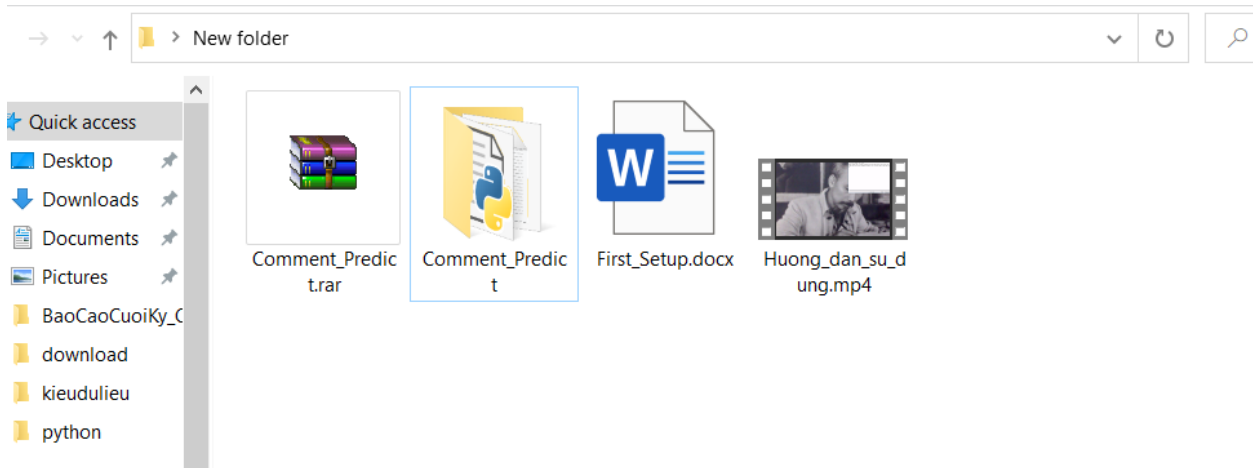 New folder
Quick access
Desktop
Downloads
Documents
Pictures
BaoCaoCuoiKy_C
download
kieudulieu
python
Comment_Predic
t.rar
Comment_Predic
t
W
First_Setup.docx
Huong_dan_su_d
ung.mp4